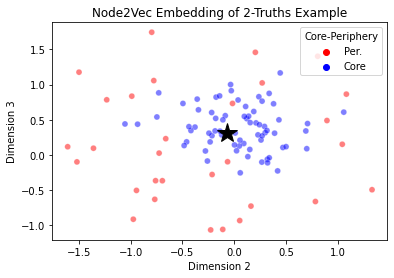 Node2Vec Embedding of 2-Truths Example
Core-Periphery
Per.
Core
Dimension 3
1.5
1.0
0.5
0.0
−0.5
−1.0
−1.5 −1.0 −0.5 0.0 0.5 1.0
Dimension 2